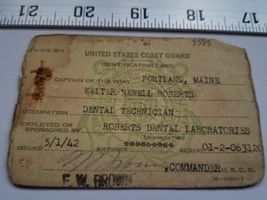 17 18 19
5595
UNITED STATES COAST GUARD
IDENTIFICATION CARD
CAPTAIN OF THE PORT PORTLAND, MAINE
WALTER NEWELL ROBERTS
OCCUPATION DENTAL TECHNICIAN
EMPLOYED OR
SPONSORED BY ROBERTS DENTAL LABORATORIES
5/1/42 01-2-063120
ISSUED EXPIRES SERIAL
COMMANDER U.S.C.G.
E. W. BROWN